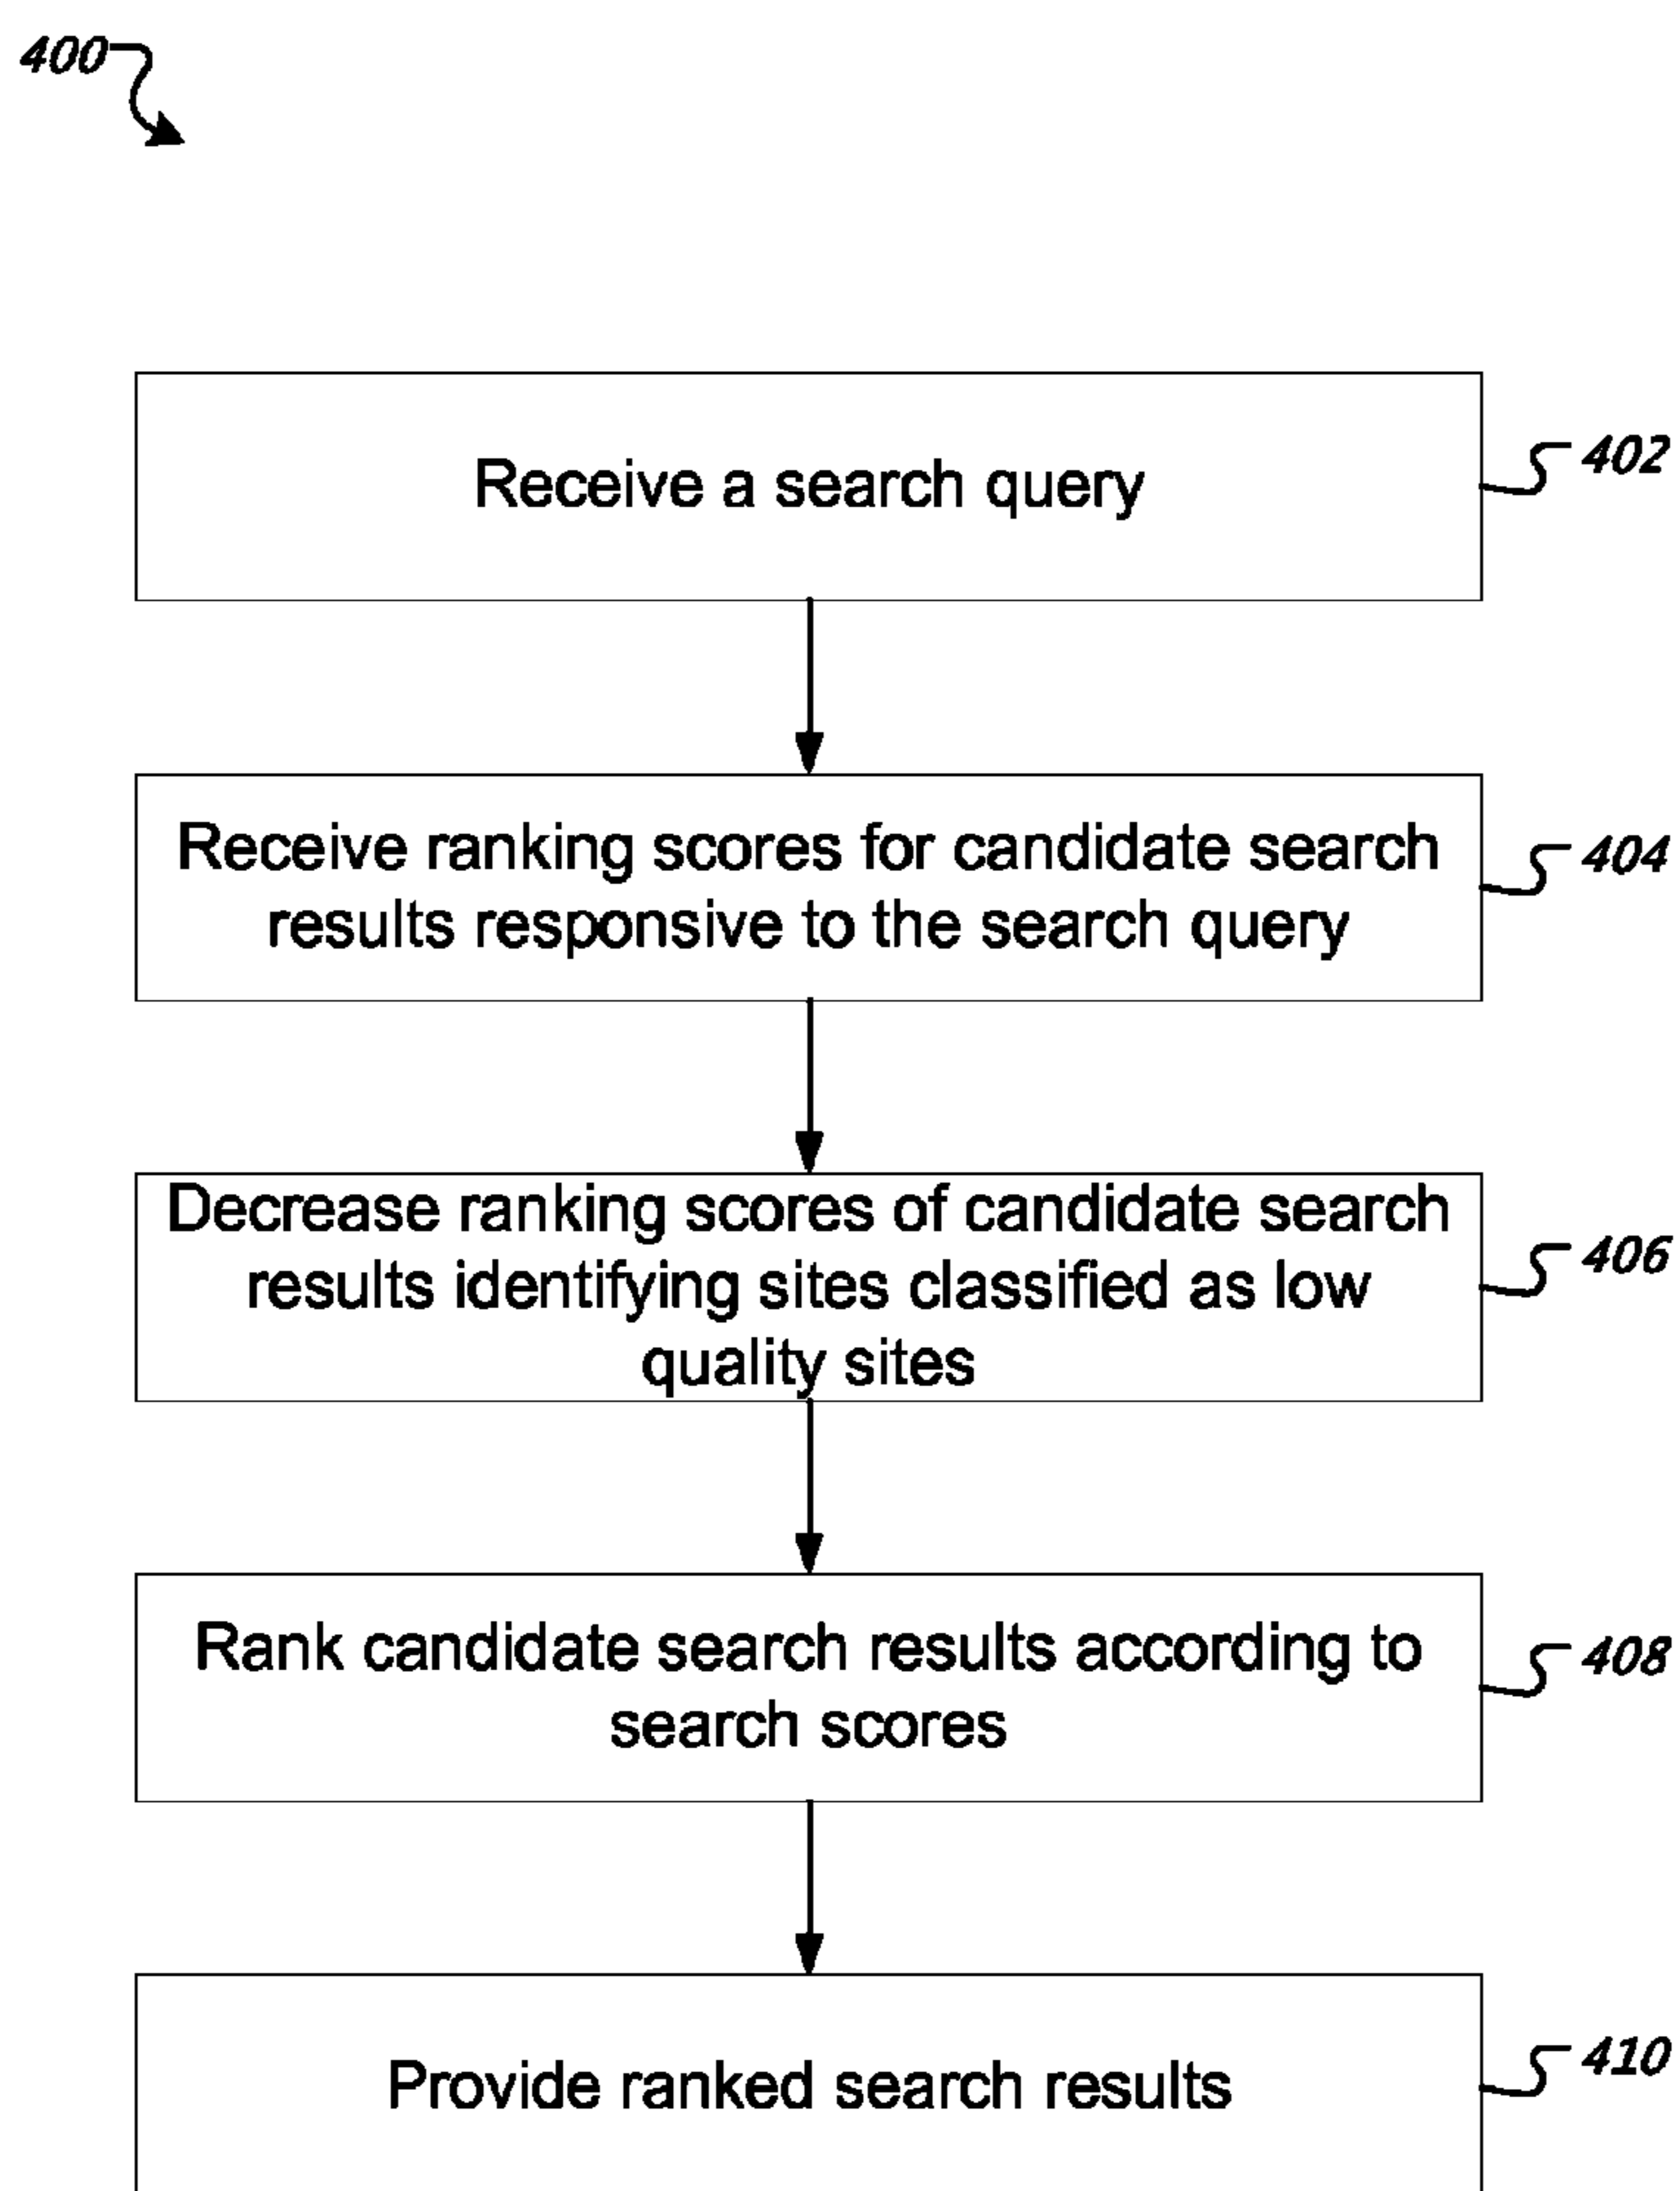 400
Receive a search query
402
Receive ranking scores for candidate search
results responsive to the search query
404
Decrease ranking scores of candidate search
results identifying sites classified as low
quality sites
406
Rank candidate search results according to
search scores
408
Provide ranked search results
410